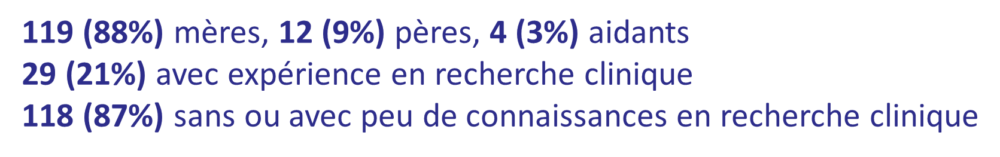 119 (88%) mères, 12 (9%) pères, 4 (3%) aidants
29 (21%) avec expérience en recherche clinique
118 (87%) sans ou avec peu de connaissances en recherche clinique